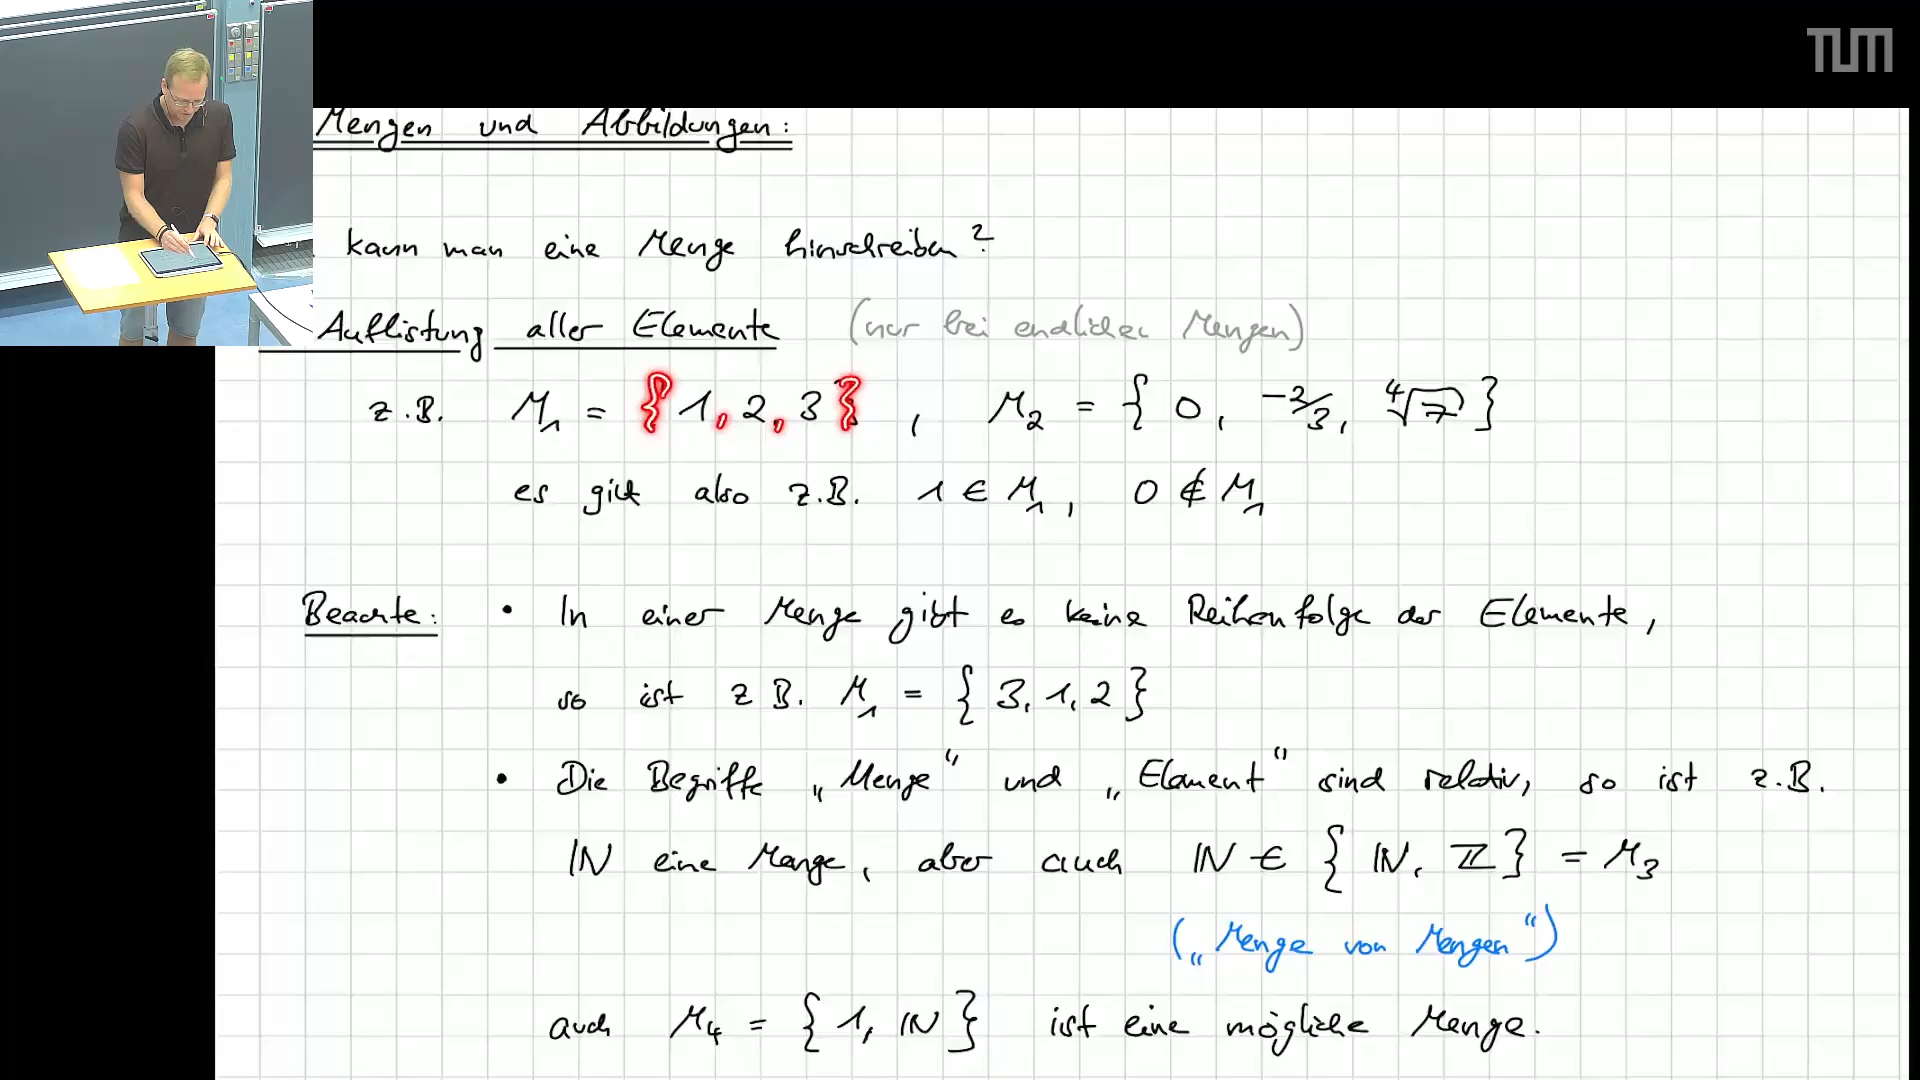 TUM
Mengen und Abbildungen:
kann man eine Menge hinschreiben?
Auflistung aller Elemente (nur bei endlichen Mengen)
z.B. M₁ = {1, 2, 3}, M₂ = {0, -2/3, ⁴√7}
es gilt also z.B. 1 ∈ M₁, 0 ∉ M₁
Beachte: • In einer Menge gibt es keine Reihenfolge der Elemente,
so ist z B. M₁ = {3, 1, 2}
• Die Begriffe „Menge“ und „Element“ sind relativ, so ist z.B.
ℕ eine Menge, aber auch ℕ ∈ {ℕ, ℤ} = M₃
(„Menge von Mengen“)
auch M₄ = {1, ℕ} ist eine mögliche Menge.